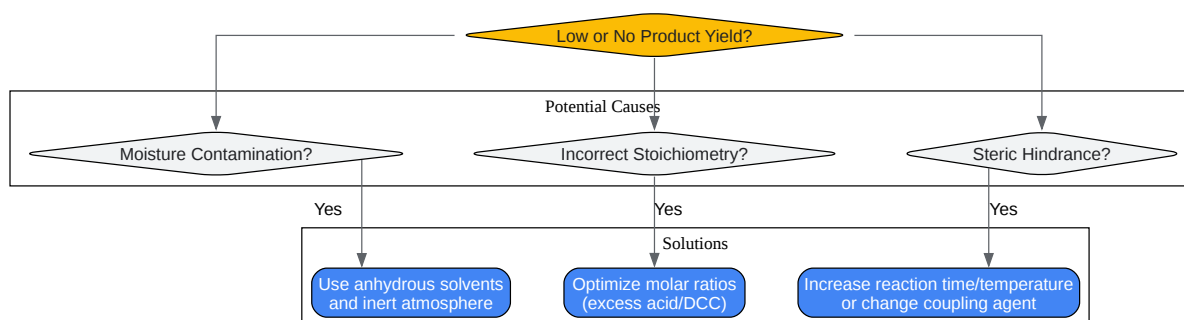 Low or No Product Yield?
Potential Causes
Moisture Contamination?
Incorrect Stoichiometry?
Steric Hindrance?
Yes
Yes
Yes
Solutions
Use anhydrous solvents
and inert atmosphere
Optimize molar ratios
(excess acid/DCC)
Increase reaction time/temperature
or change coupling agent